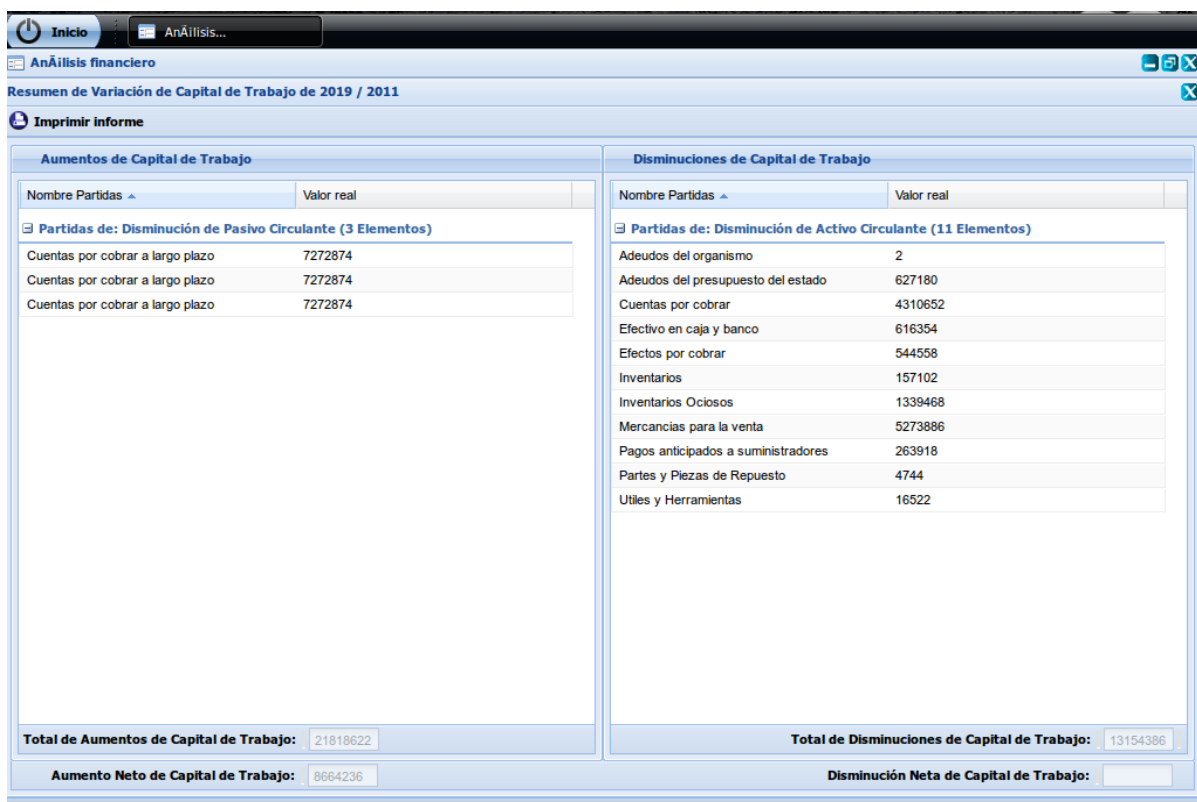 Inicio AnÃilisis...
AnÃilisis financiero
Resumen de Variación de Capital de Trabajo de 2019 / 2011
Imprimir informe
Aumentos de Capital de Trabajo
Nombre Partidas Valor real
Partidas de: Disminución de Pasivo Circulante (3 Elementos)
Cuentas por cobrar a largo plazo 7272874
Cuentas por cobrar a largo plazo 7272874
Cuentas por cobrar a largo plazo 7272874
Total de Aumentos de Capital de Trabajo: 21818622
Aumento Neto de Capital de Trabajo: 8664236
Disminuciones de Capital de Trabajo
Nombre Partidas Valor real
Partidas de: Disminución de Activo Circulante (11 Elementos)
Adeudos del organismo 2
Adeudos del presupuesto del estado 627180
Cuentas por cobrar 4310652
Efectivo en caja y banco 616354
Efectos por cobrar 544558
Inventarios 157102
Inventarios Ociosos 1339468
Mercancias para la venta 5273886
Pagos anticipados a suministradores 263918
Partes y Piezas de Repuesto 4744
Utiles y Herramientas 16522
Total de Disminuciones de Capital de Trabajo: 13154386
Disminución Neta de Capital de Trabajo: